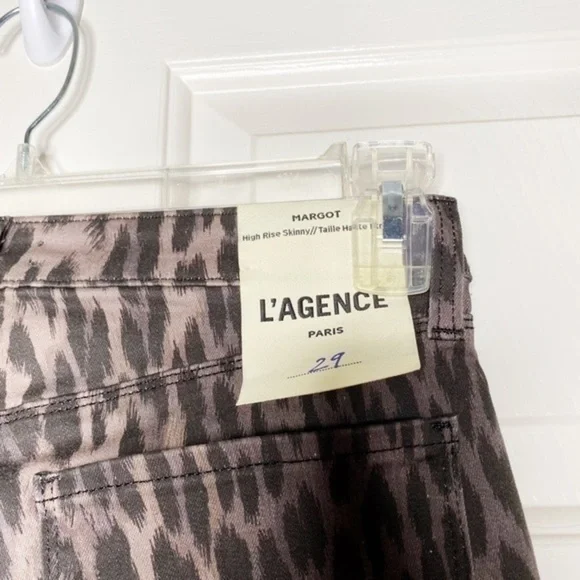 MARGOT
High Rise Skinny//Taille Haute
L'AGENCE
PARIS
29